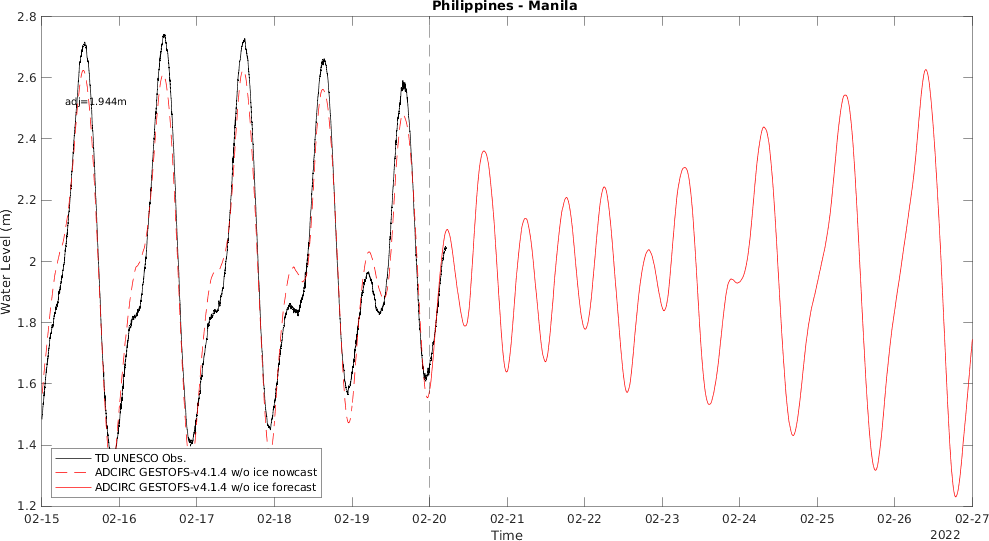 Philippines - Manila
2.8
2.6
2.4
2.2
2
1.8
1.6
1.4
1.2
Water Level (m)
adj=1.944m
TD UNESCO Obs.
ADCIRC GESTOFS-v4.1.4 w/o ice nowcast
ADCIRC GESTOFS-v4.1.4 w/o ice forecast
02-15 02-16 02-17 02-18 02-19 02-20 02-21 02-22 02-23 02-24 02-25 02-26 02-27
Time
2022